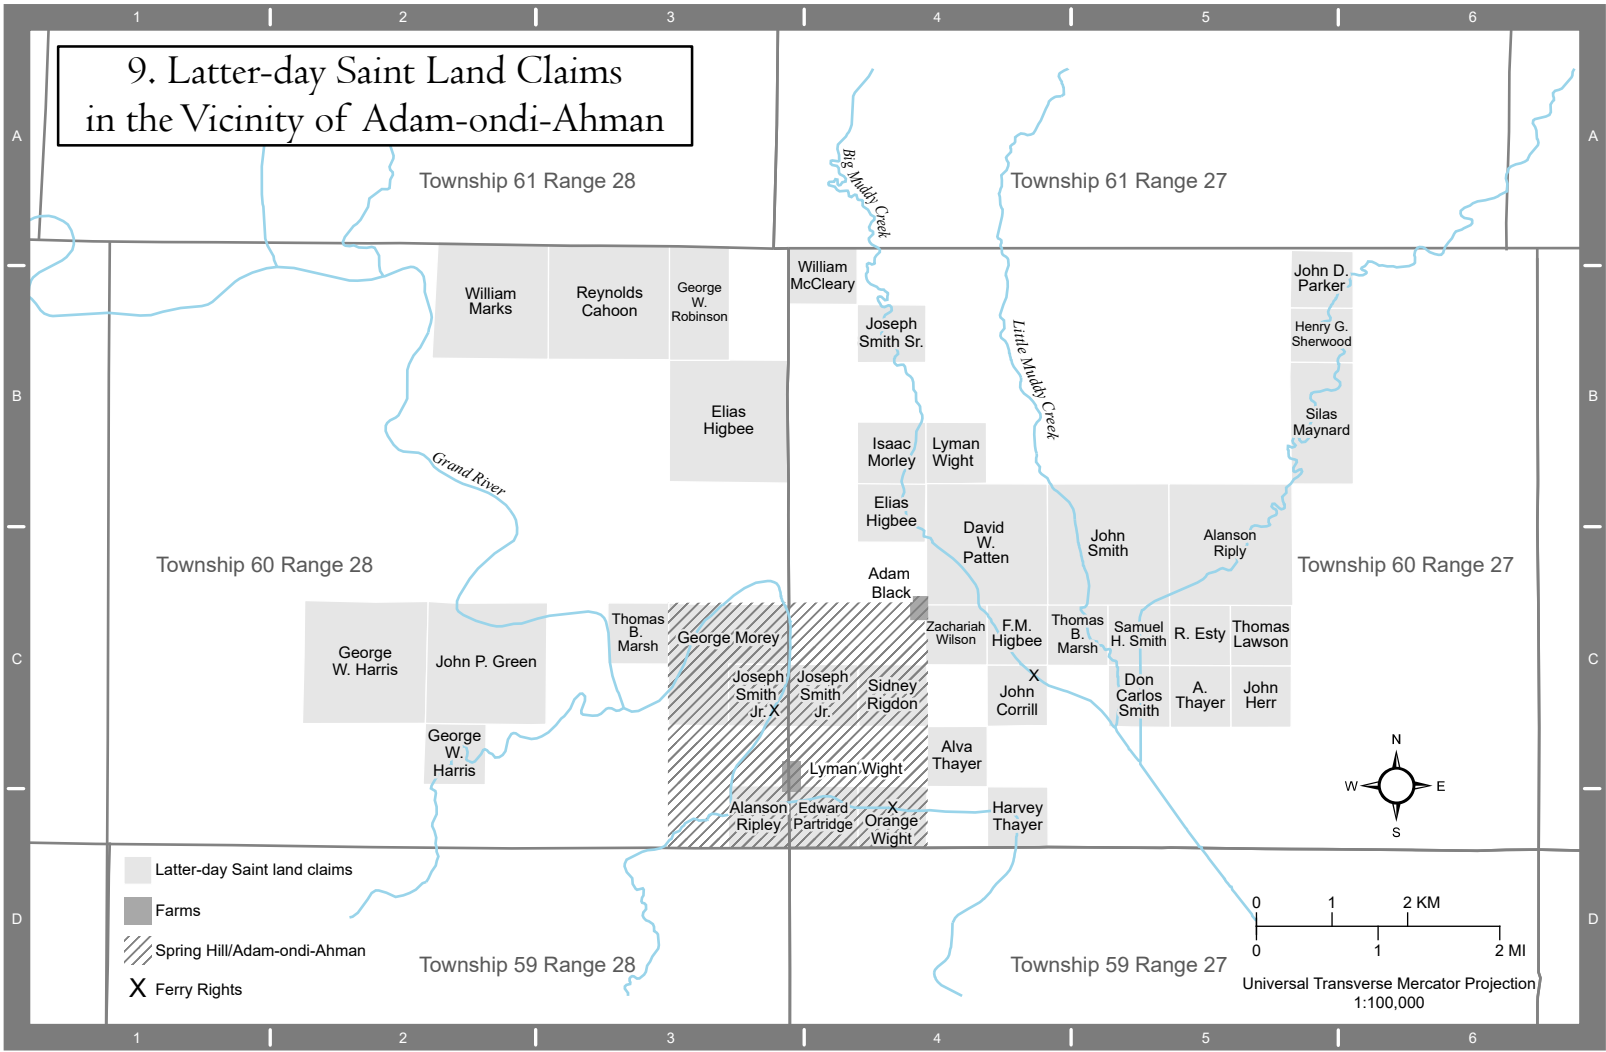 1 2 3 4 5 6
9. Latter-day Saint Land Claims
in the Vicinity of Adam-ondi-Ahman
A
A
Township 61 Range 28
Big Muddy Creek
Township 61 Range 27
William
Marks
Reynolds
Cahoon
George
W.
Robinson
William
McCleary
Joseph
Smith Sr.
Little Muddy Creek
John D.
Parker
Henry G.
Sherwood
Silas
Maynard
B
B
Elias
Higbee
Grand River
Isaac
Morley
Lyman
Wight
Elias
Higbee
David
W.
Patten
John
Smith
Alanson
Riply
Township 60 Range 28
Township 60 Range 27
Adam
Black
C
C
George
W. Harris
John P. Green
Thomas
B.
Marsh
George Morey
Zachariah
Wilson
F.M.
Higbee
Thomas
B.
Marsh
Samuel
H. Smith
R. Esty
Thomas
Lawson
Joseph
Smith
Jr.
X
Joseph
Smith
Jr.
Sidney
Rigdon
X
John
Corrill
Don
Carlos
Smith
A.
Thayer
John
Herr
George
W.
Harris
Alva
Thayer
Lyman Wight
Alanson
Ripley
Edward
Partridge
X
Orange
Wight
Harvey
Thayer
N
W E
S
Latter-day Saint land claims
Farms
Spring Hill/Adam-ondi-Ahman
X Ferry Rights
D
D
Township 59 Range 28
Township 59 Range 27
0 1 2 KM
0 1 2 MI
Universal Transverse Mercator Projection
1:100,000
1 2 3 4 5 6